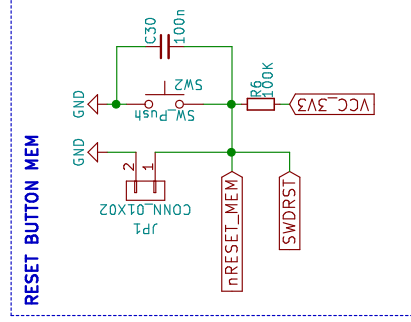 C30
100n
SW2
SW_Push
GND
R6
100K
VCC_3V3
GND
2
1
CONN_01X02
JP1
nRESET_MEM
SWDRST
RESET BUTTON MEM